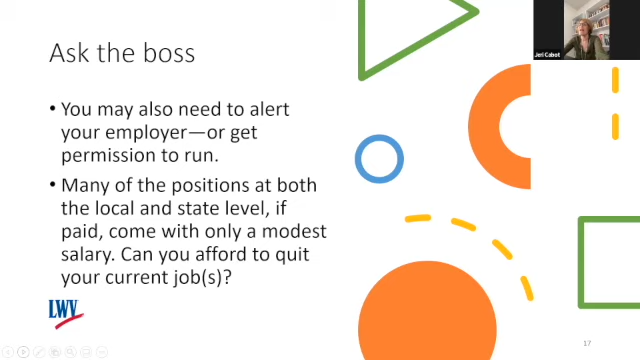 Ask the boss
• You may also need to alert
your employer—or get
permission to run.
• Many of the positions at both
the local and state level, if
paid, come with only a modest
salary. Can you afford to quit
your current job(s)?
LWV
17
Jeri Cabot